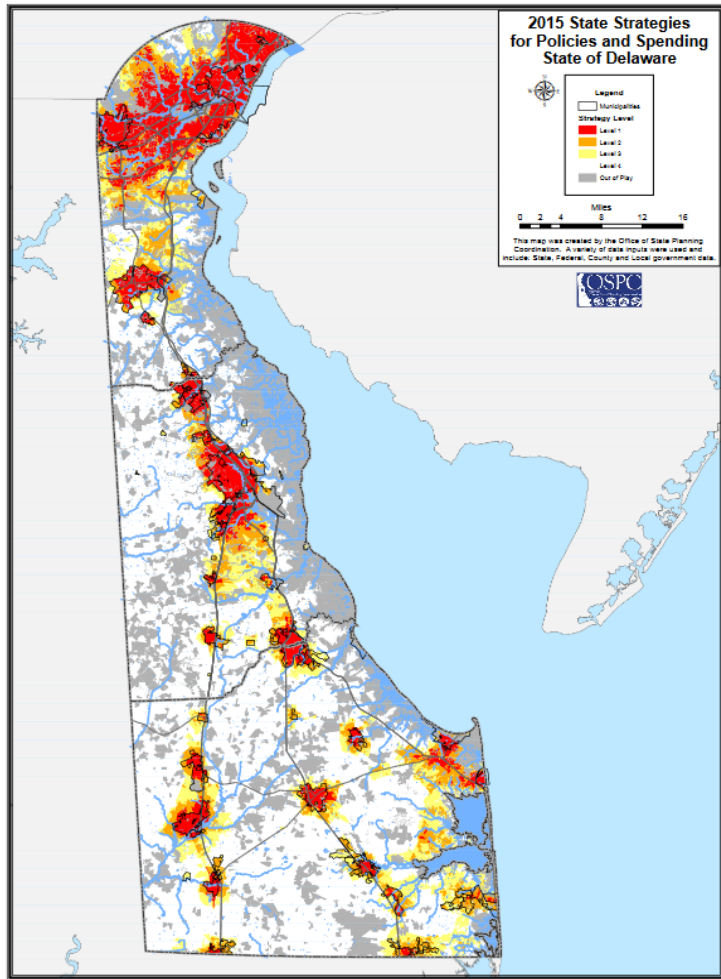 2015 State Strategies
for Policies and Spending
State of Delaware
Legend
Municipalities
Strategy Level
Level 1
Level 2
Level 3
Level 4
Out of Play
Miles
0 2 4 8 12 16
This map was created by the Office of State Planning
Coordination. A variety of data inputs were used and
include: State, Federal, County and Local government data.
OSPC